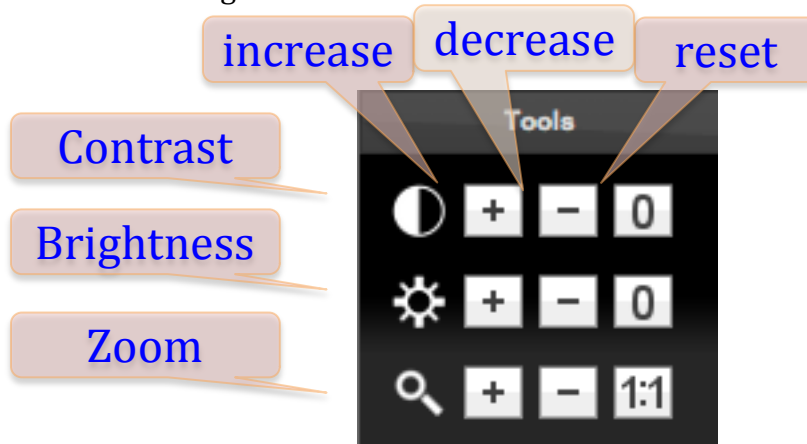 increase decrease reset
Tools
Contrast
+ - 0
Brightness
+ - 0
Zoom
+ - 1:1